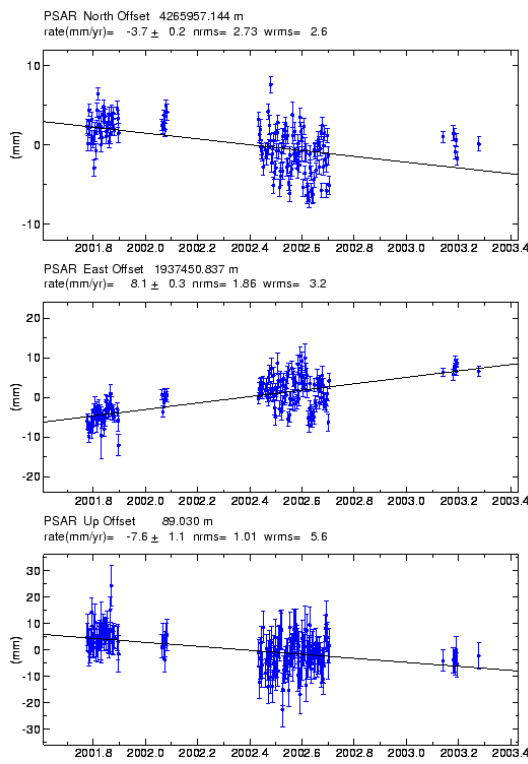 PSAR North Offset 4265957.144 m
rate(mm/yr)= -3.7 ± 0.2 nrms= 2.73 wrms= 2.6
10
0
-10
(mm)
2001.8 2002.0 2002.2 2002.4 2002.6 2002.8 2003.0 2003.2 2003.4
PSAR East Offset 1937450.837 m
rate(mm/yr)= 8.1 ± 0.3 nrms= 1.86 wrms= 3.2
20
10
0
-10
-20
(mm)
2001.8 2002.0 2002.2 2002.4 2002.6 2002.8 2003.0 2003.2 2003.4
PSAR Up Offset 89.030 m
rate(mm/yr)= -7.6 ± 1.1 nrms= 1.01 wrms= 5.6
30
20
10
0
-10
-20
-30
(mm)
2001.8 2002.0 2002.2 2002.4 2002.6 2002.8 2003.0 2003.2 2003.4